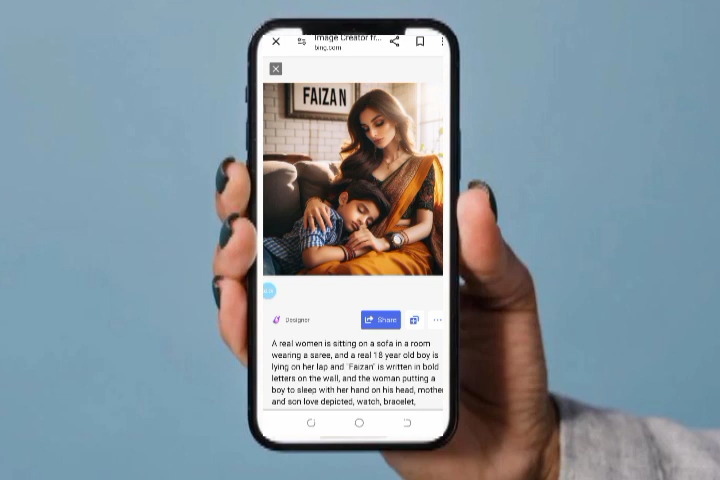 Image Creator fr...
bing.com
FAIZAN
Designer
Share
A real women is sitting on a sofa in a room
wearing a saree, and a real 18 year old boy is
lying on her lap and "Faizan" is written in bold
letters on the wall, and the woman putting a
boy to sleep with her hand on his head, mother
and son love depicted, watch, bracelet,